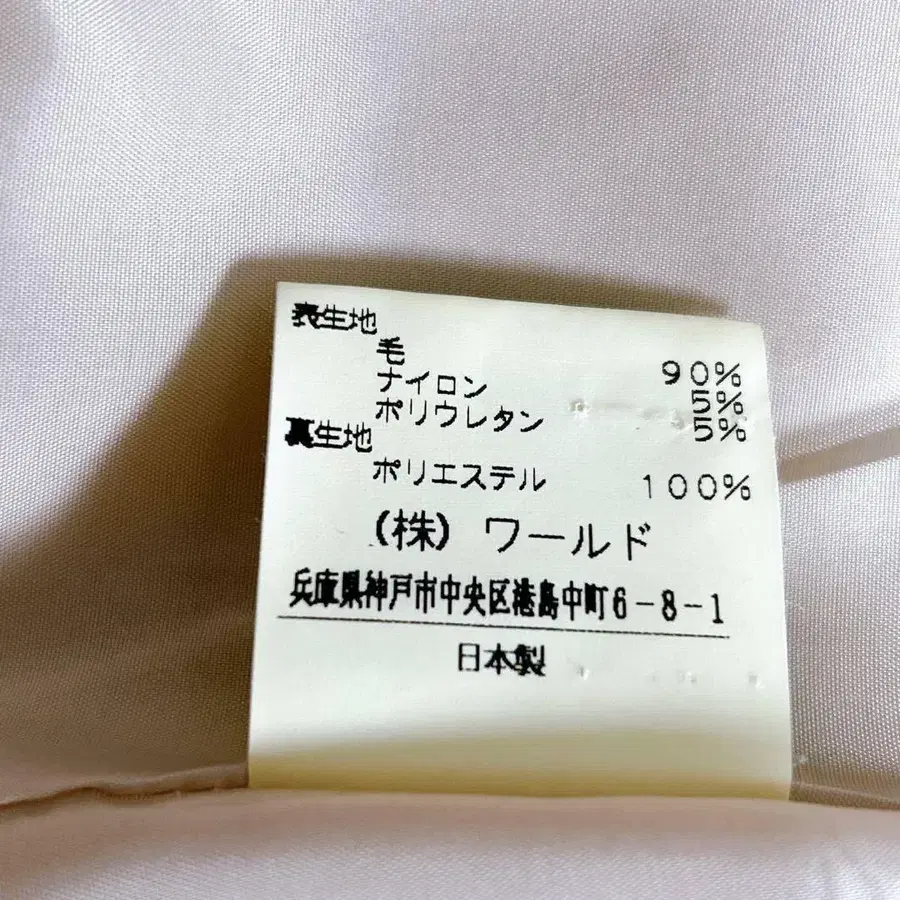 表生地
毛 90%
ナイロン 5%
ポリウレタン 5%
裏生地
ポリエステル 100%
(株) ワールド
兵庫県神戸市中央区港島中町6-8-1
日本製